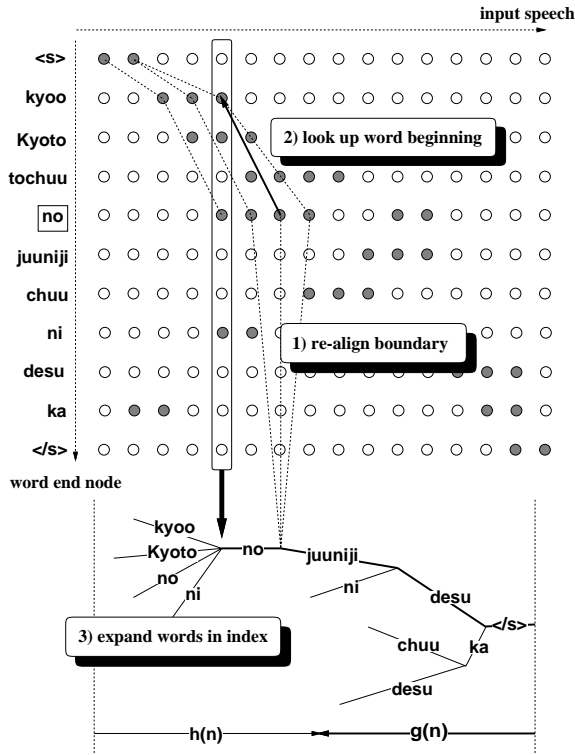 input speech
<s>
kyoo
Kyoto
2) look up word beginning
tochuu
no
juuniji
chuu
ni
1) re-align boundary
desu
ka
</s>
word end node
kyoo
Kyoto
no
juuniji
no
ni
ni
desu
</s>
3) expand words in index
chuu
ka
desu
h(n)
g(n)